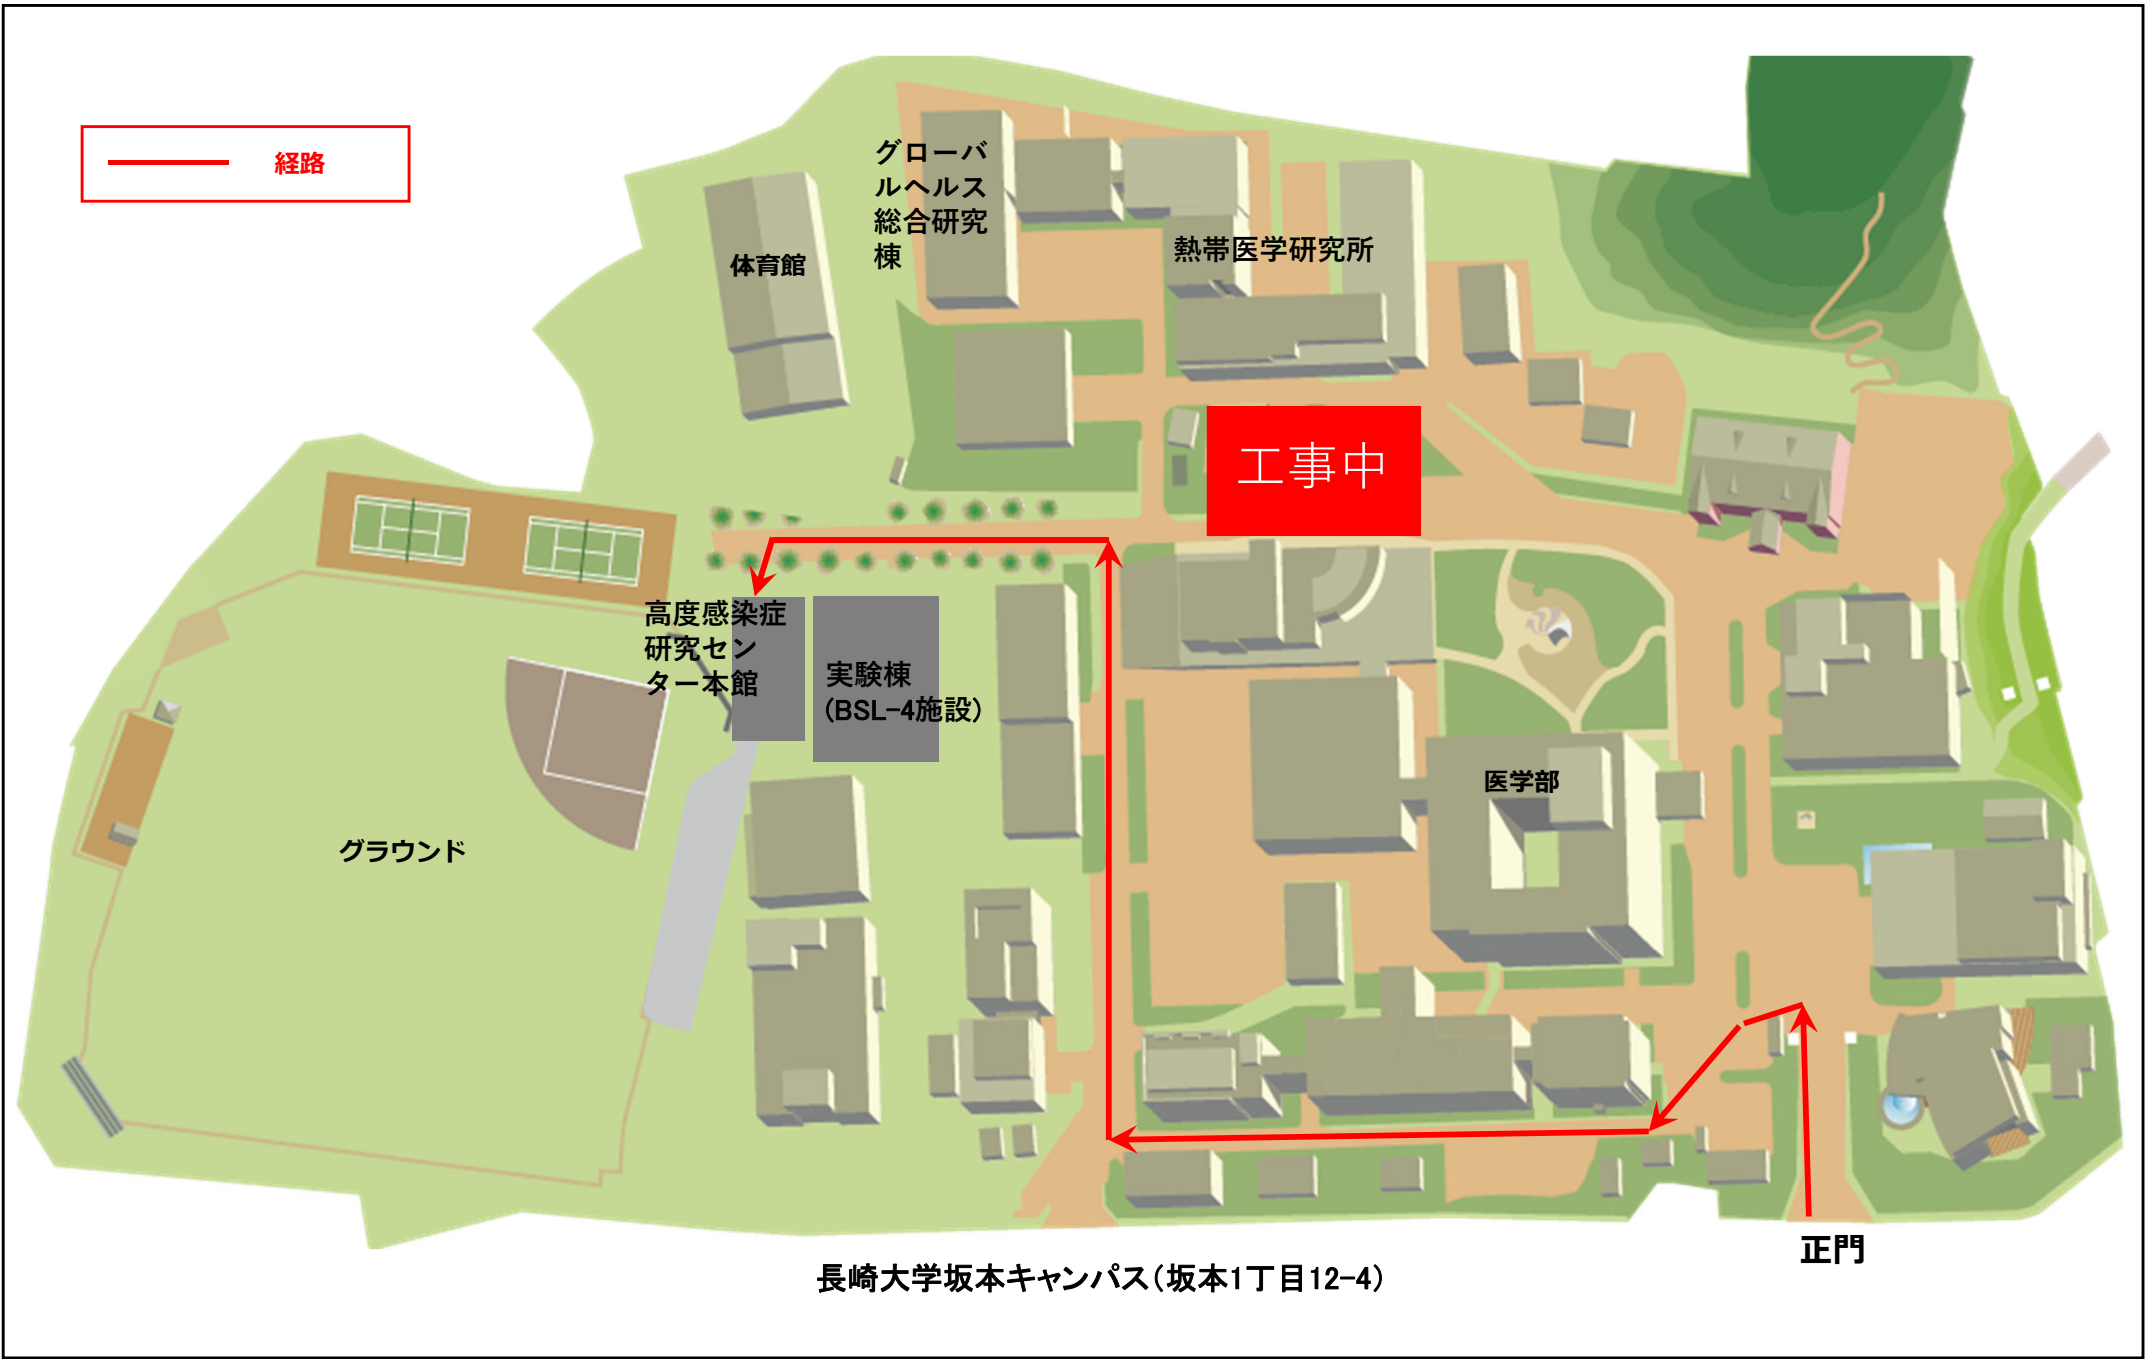 経路
グローバ
ルヘルス
総合研究
棟
体育館
熱帯医学研究所
工事中
高度感染症
研究セン
ター本館
実験棟
(BSL-4施設)
医学部
グラウンド
正門
長崎大学坂本キャンパス(坂本1丁目12-4)